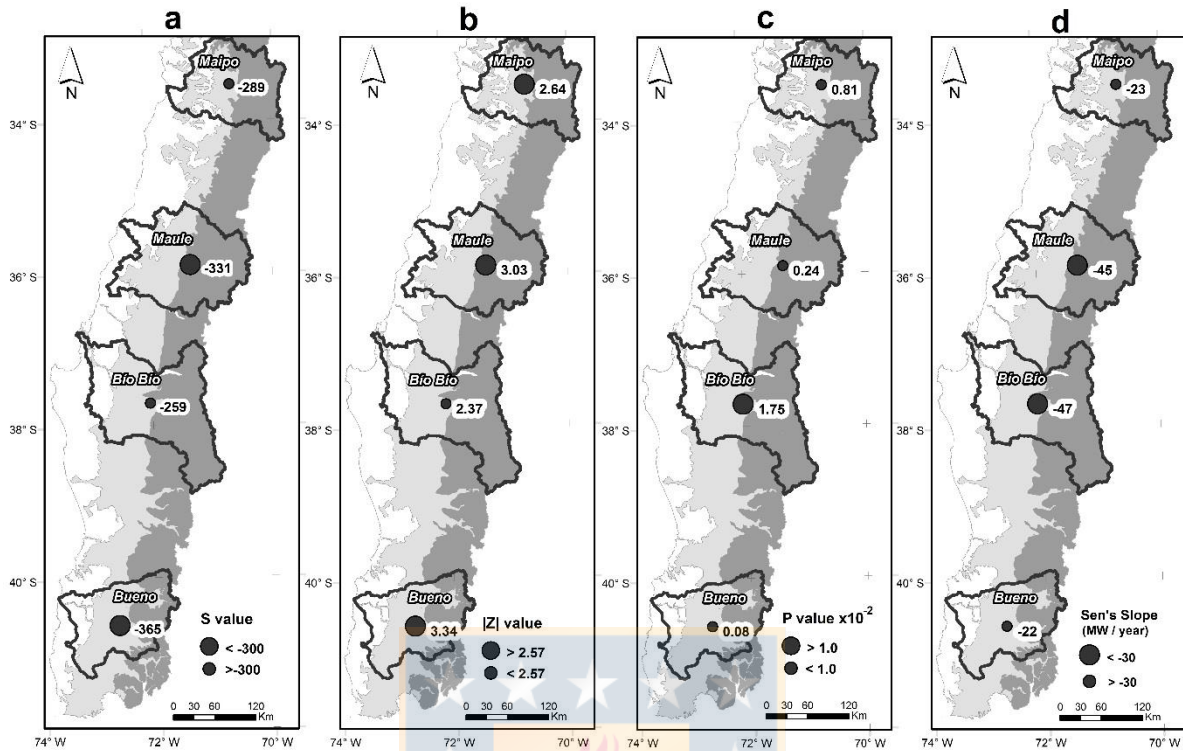 a
b
c
d
N
Maipo
-289
34° S
Maule
-331
36° S
Bío Bío
-259
38° S
40° S
Bueno
-365
S value
< -300
>-300
0 30 60 120
Km
74° W 72° W 70° W
N
Maipo
2.64
34° S
Maule
3.03
36° S
Bío Bío
2.37
38° S
40° S
Bueno
3.34
|Z| value
> 2.57
< 2.57
0 30 60 120
Km
74° W 72° W 70° W
N
Maipo
0.81
34° S
Maule
0.24
36° S
Bío Bío
1.75
38° S
40° S
Bueno
0.08
P value x10-2
> 1.0
< 1.0
0 30 60 120
Km
74° W 72° W 70° W
N
Maipo
-23
34° S
Maule
-45
36° S
Bío Bío
-47
38° S
40° S
Bueno
-22
Sen's Slope
(MW / year)
< -30
> -30
0 30 60 120
Km
74° W 72° W 70° W